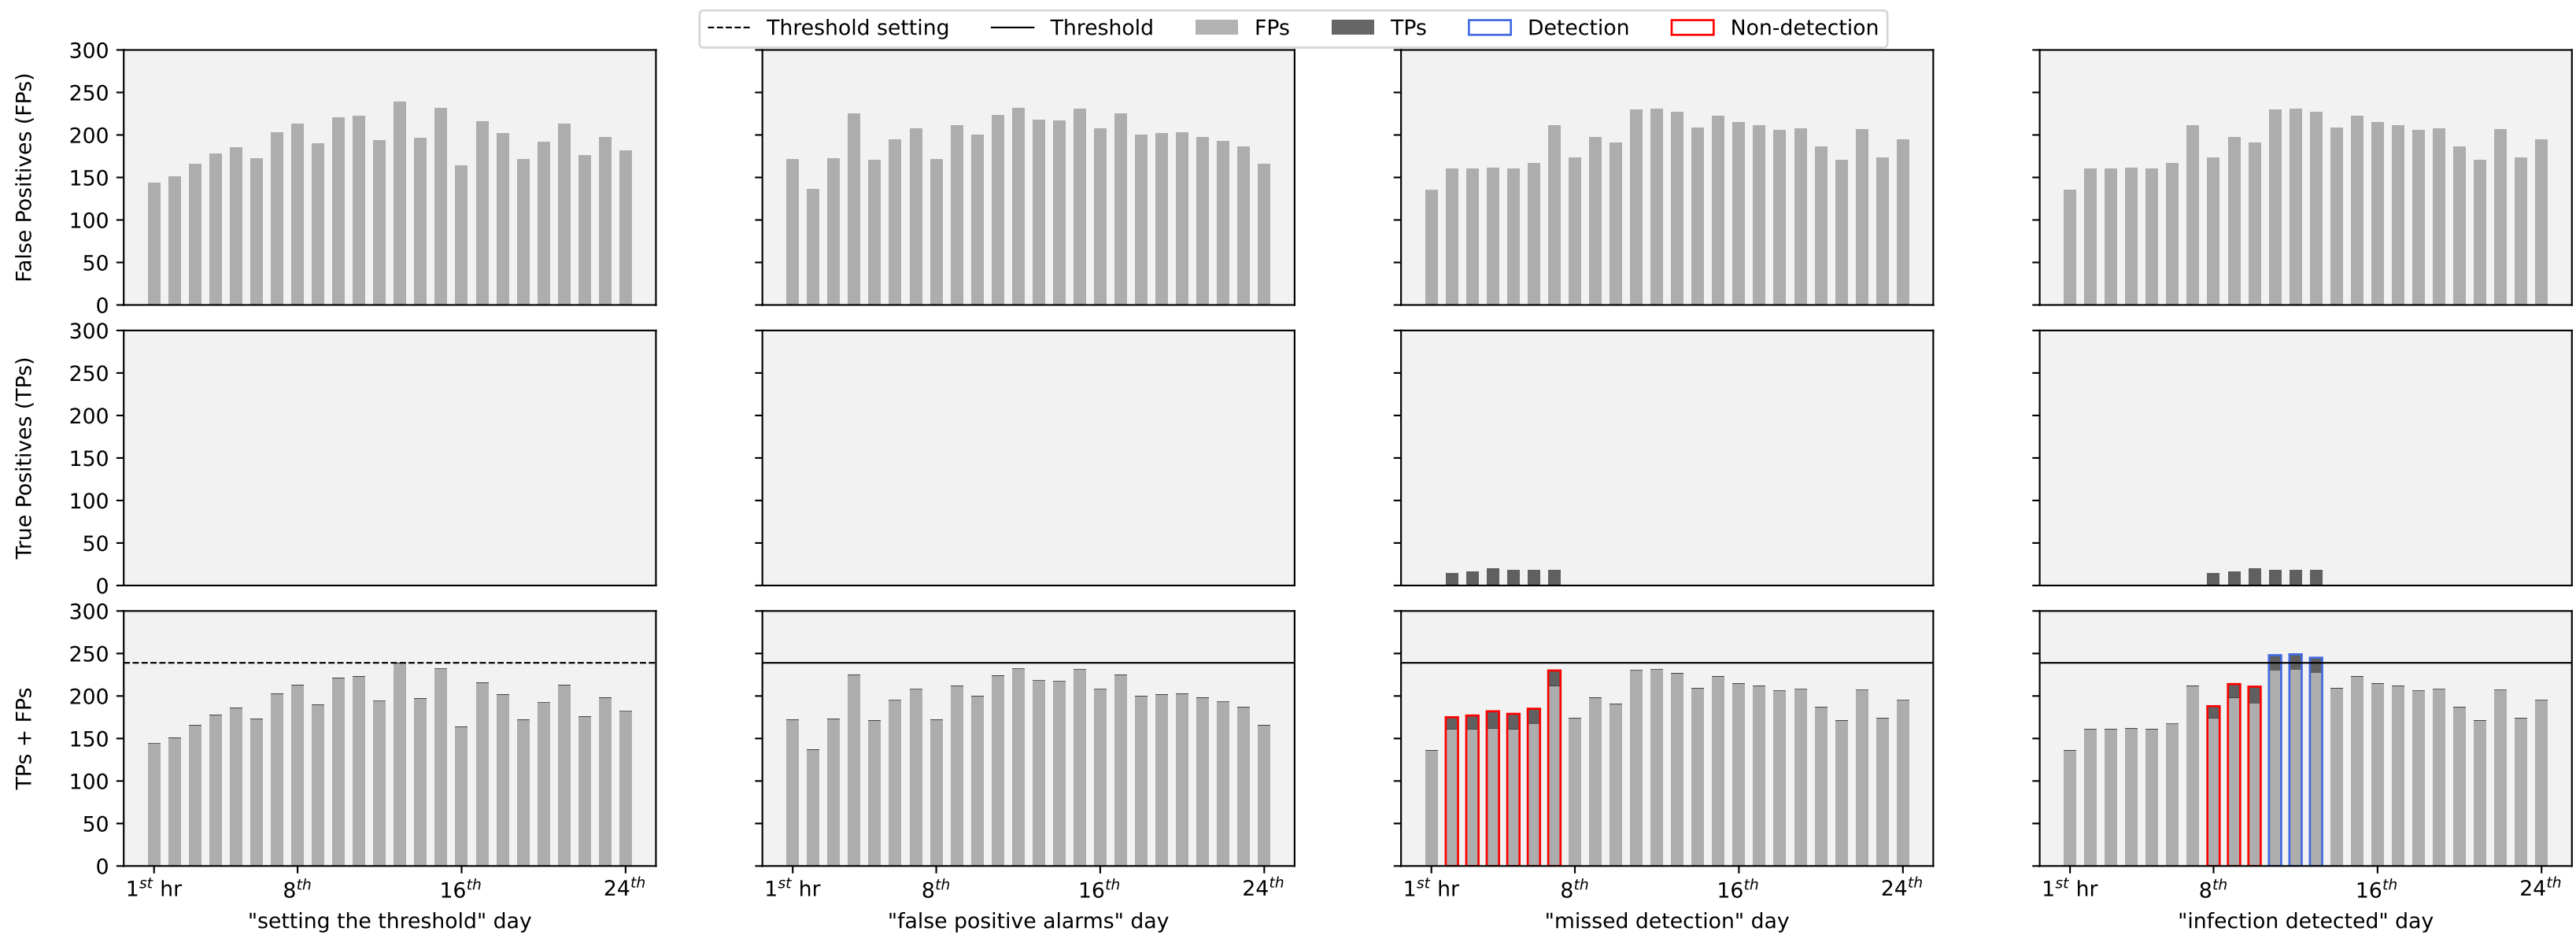 Threshold setting Threshold FPs TPs Detection Non-detection
False Positives (FPs)
300
250
200
150
100
50
0
True Positives (TPs)
300
250
200
150
100
50
0
TPs + FPs
300
250
200
150
100
50
0
1st hr 8th 16th 24th
"setting the threshold" day
1st hr 8th 16th 24th
"false positive alarms" day
1st hr 8th 16th 24th
"missed detection" day
1st hr 8th 16th 24th
"infection detected" day